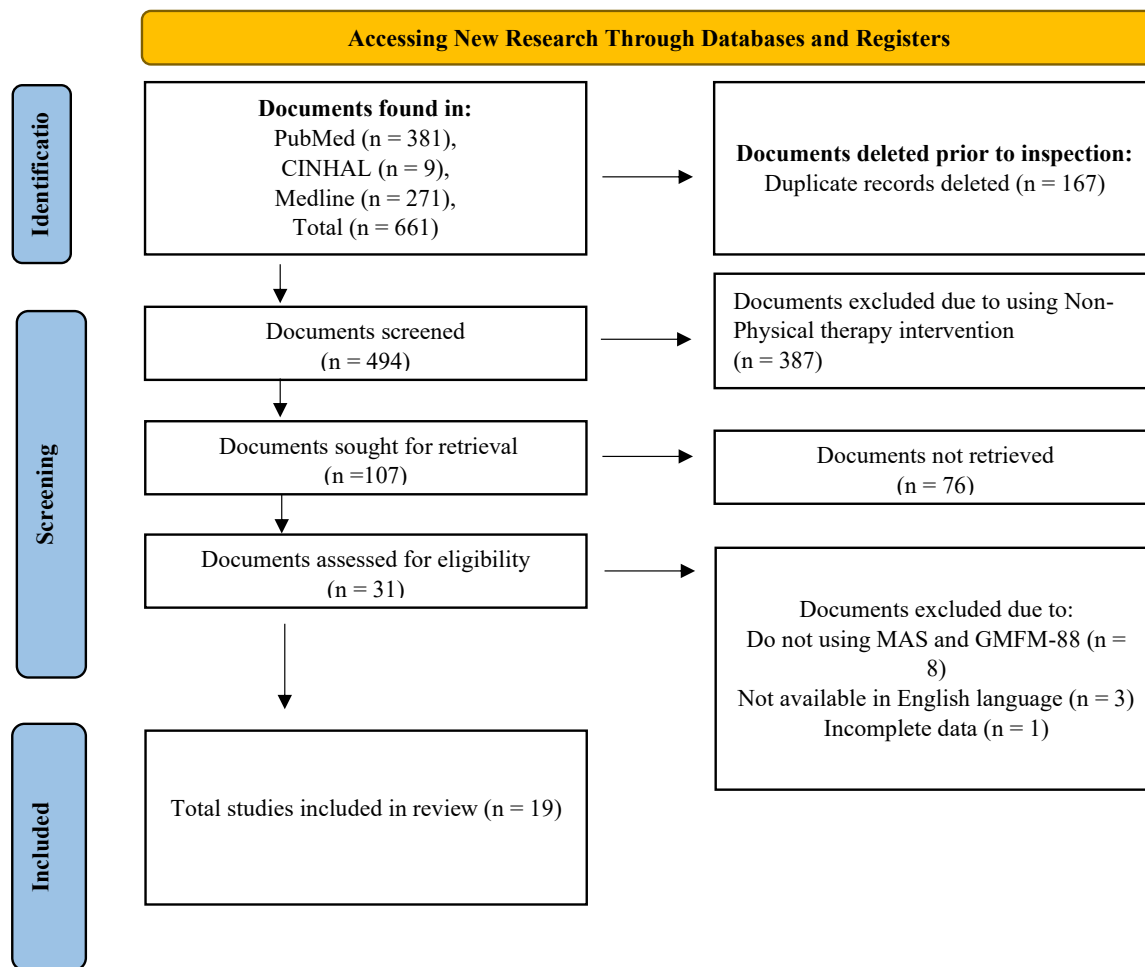 Accessing New Research Through Databases and Registers
Identificatio
Documents found in:
PubMed (n = 381),
CINHAL (n = 9),
Medline (n = 271),
Total (n = 661)
Documents deleted prior to inspection:
Duplicate records deleted (n = 167)
Screening
Documents screened
(n = 494)
Documents excluded due to using Non-
Physical therapy intervention
(n = 387)
Documents sought for retrieval
(n =107)
Documents not retrieved
(n = 76)
Documents assessed for eligibility
(n = 31)
Documents excluded due to:
Do not using MAS and GMFM-88 (n =
8)
Not available in English language (n = 3)
Incomplete data (n = 1)
Included
Total studies included in review (n = 19)